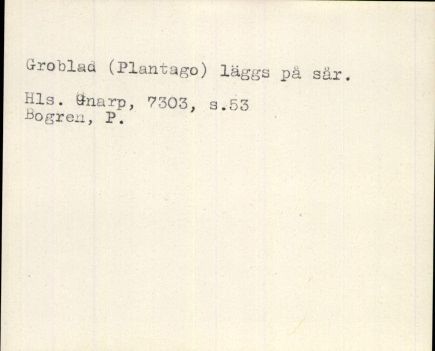 Groblad (Plantago) läggs på sår.
Hls. Gnarp, 7303, s.53
Bogren, P.